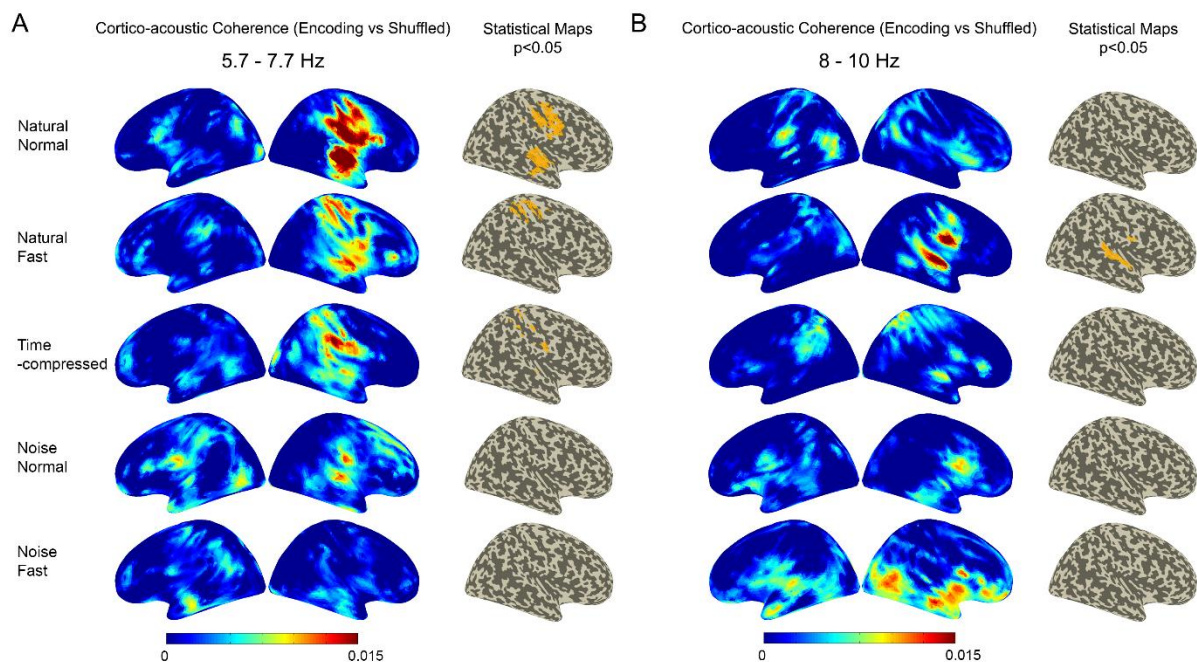 A
Cortico-acoustic Coherence (Encoding vs Shuffled)
5.7 - 7.7 Hz
Statistical Maps
p<0.05
Natural
Normal
Natural
Fast
Time
-compressed
Noise
Normal
Noise
Fast
0
0.015
B
Cortico-acoustic Coherence (Encoding vs Shuffled)
8 - 10 Hz
Statistical Maps
p<0.05
0
0.015